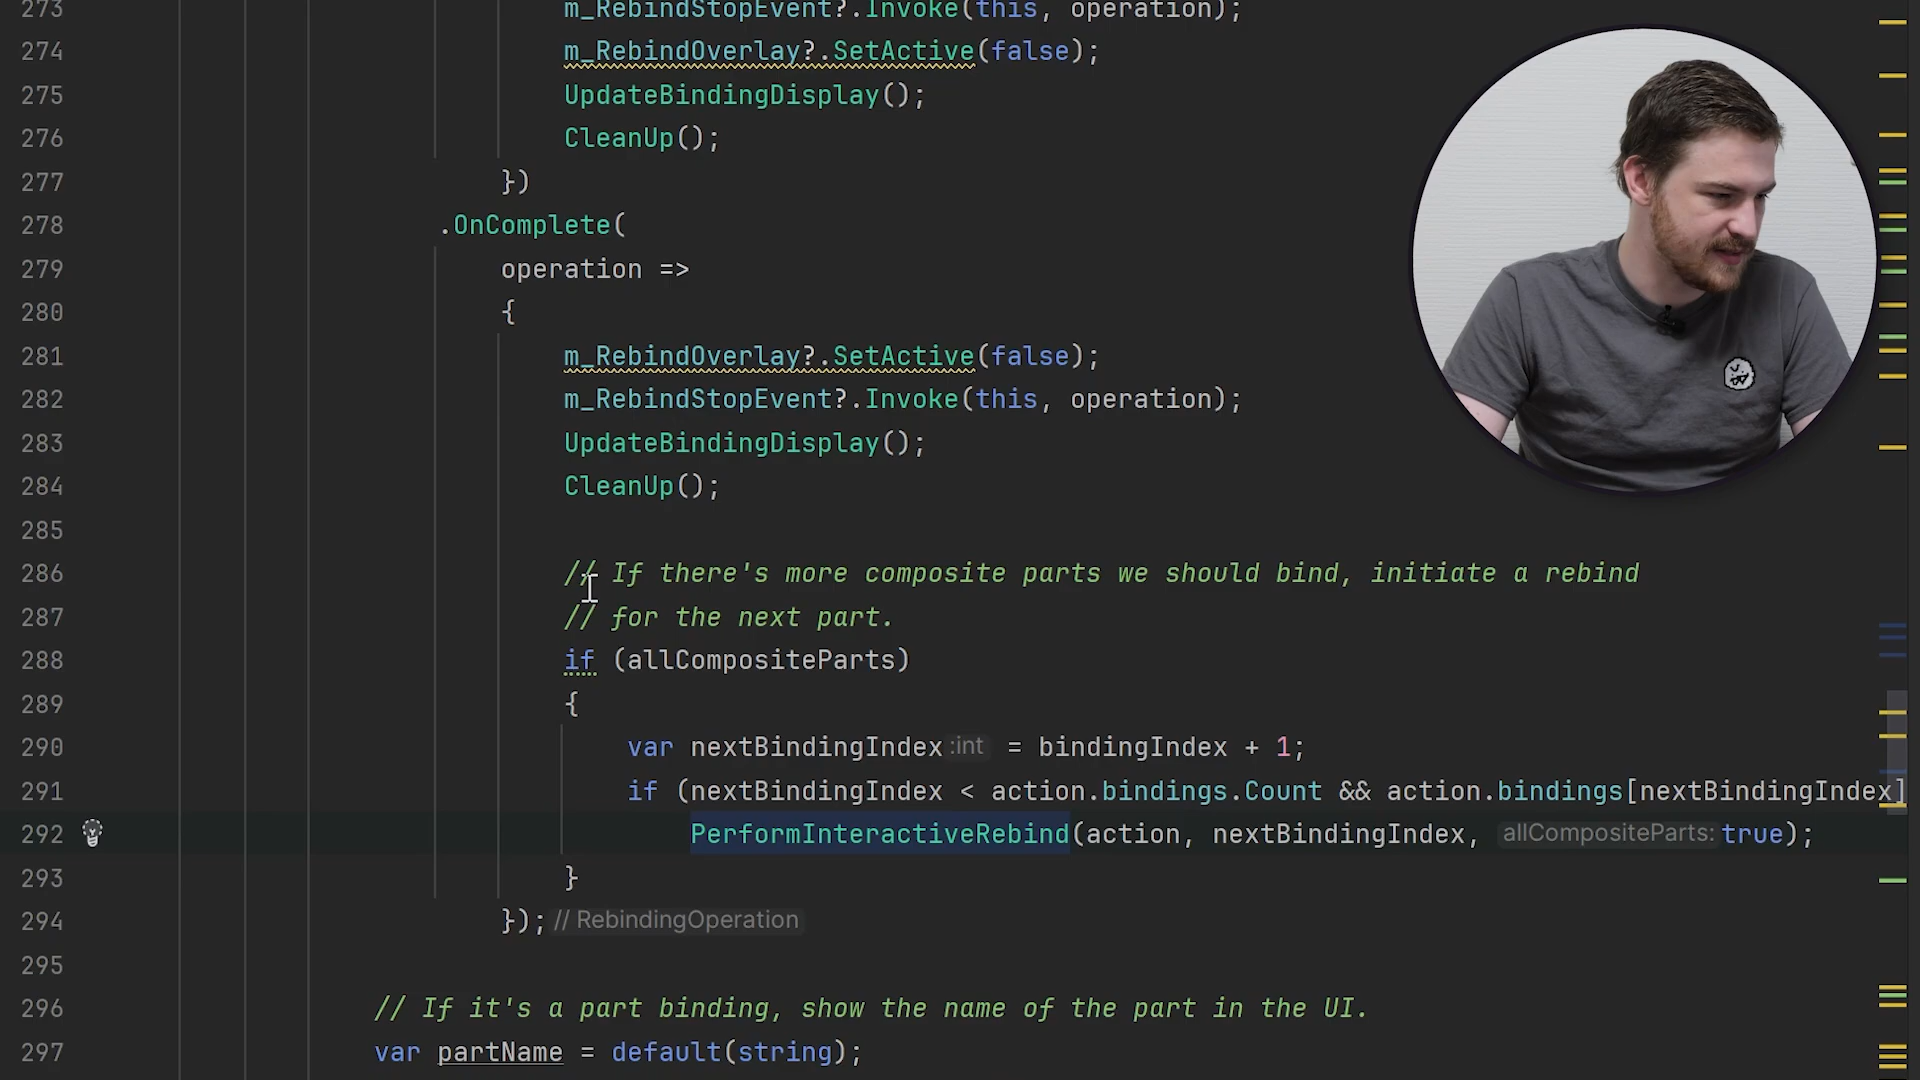 273 m_RebindStopEvent?.Invoke(this, operation);
274 m_RebindOverlay?.SetActive(false);
275 UpdateBindingDisplay();
276 CleanUp();
277 })
278 .OnComplete(
279 operation =>
280 {
281 m_RebindOverlay?.SetActive(false);
282 m_RebindStopEvent?.Invoke(this, operation);
283 UpdateBindingDisplay();
284 CleanUp();
285
286 // If there's more composite parts we should bind, initiate a rebind
287 // for the next part.
288 if (allCompositeParts)
289 {
290 var nextBindingIndex :int = bindingIndex + 1;
291 if (nextBindingIndex < action.bindings.Count && action.bindings[nextBindingIndex]
292 PerformInteractiveRebind(action, nextBindingIndex, allCompositeParts: true);
293 }
294 }); // RebindingOperation
295
296 // If it's a part binding, show the name of the part in the UI.
297 var partName = default(string);